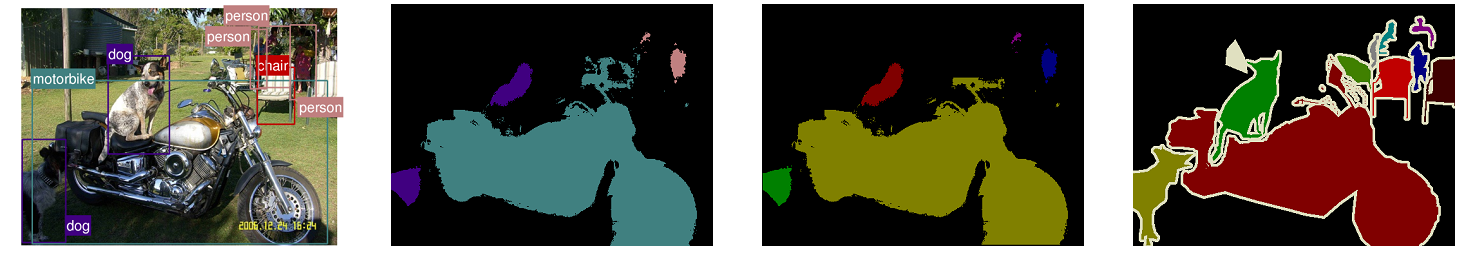 person
person
dog
chair
motorbike
person
2006.12.24 16:24
dog